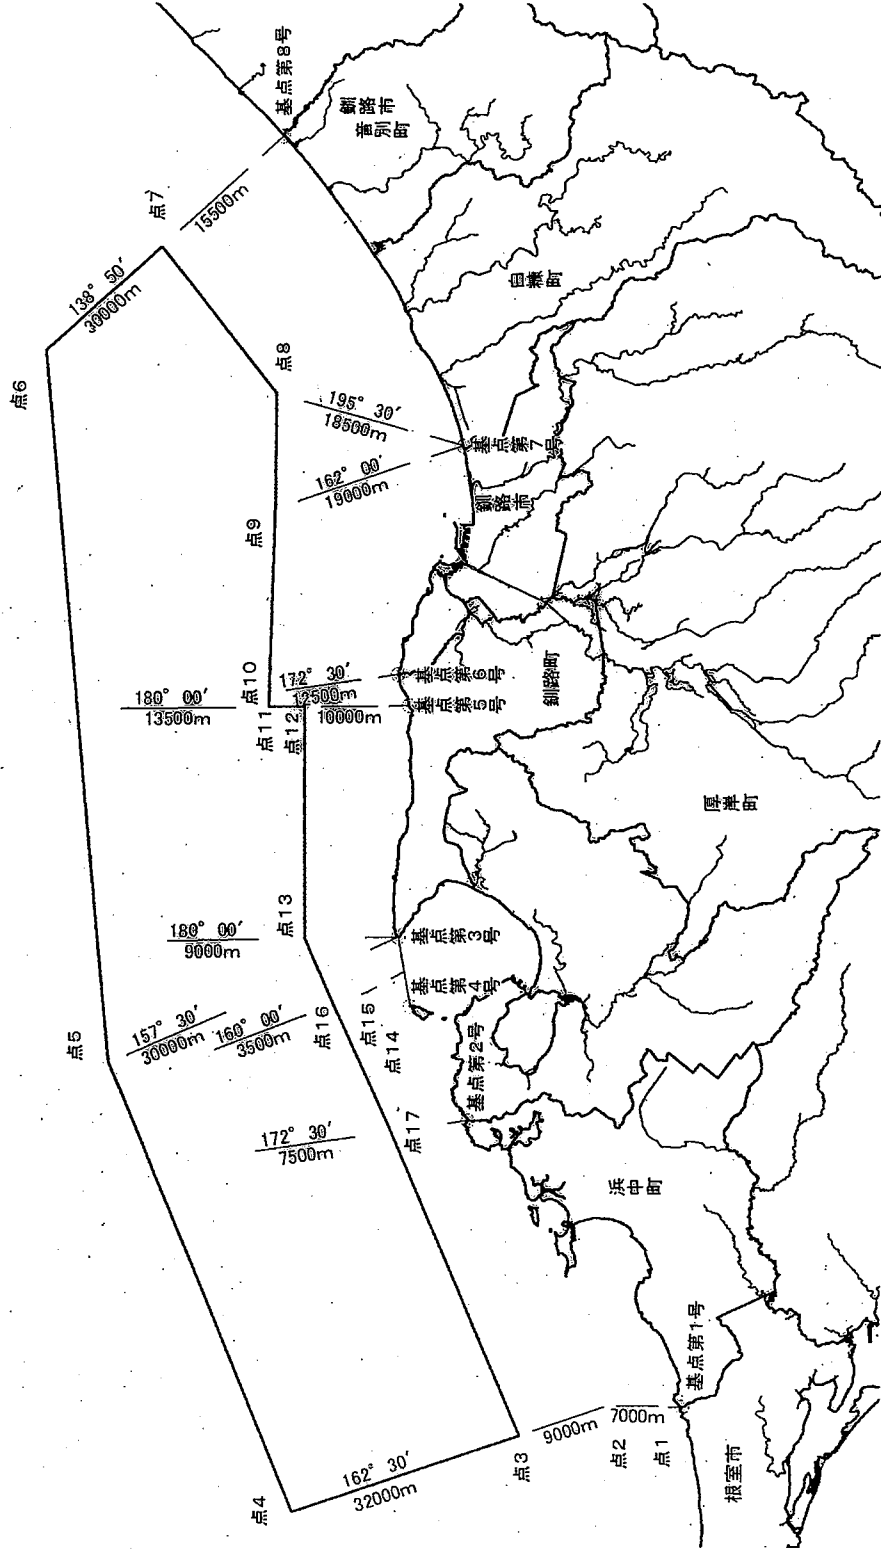 基点第8号
釧路市
音別町
点7
15500m
138° 50′
30000m
点6
点8
白糠町
195° 30′
18500m
基点第7号
162° 00′
19000m
釧路市
点9
点10
172° 30′
12500m
基点第6号
180° 00′
13500m
点11
点12
10000m
基点第5号
釧路町
厚岸町
点13
180° 00′
9000m
基点第3号
基点第4号
点5
157° 30′
30000m
160° 00′
3500m
点16
点15
点14
基点第2号
点17
172° 30′
7500m
浜中町
基点第1号
点4
162° 30′
32000m
点3
9000m
7000m
点2
点1
根室市